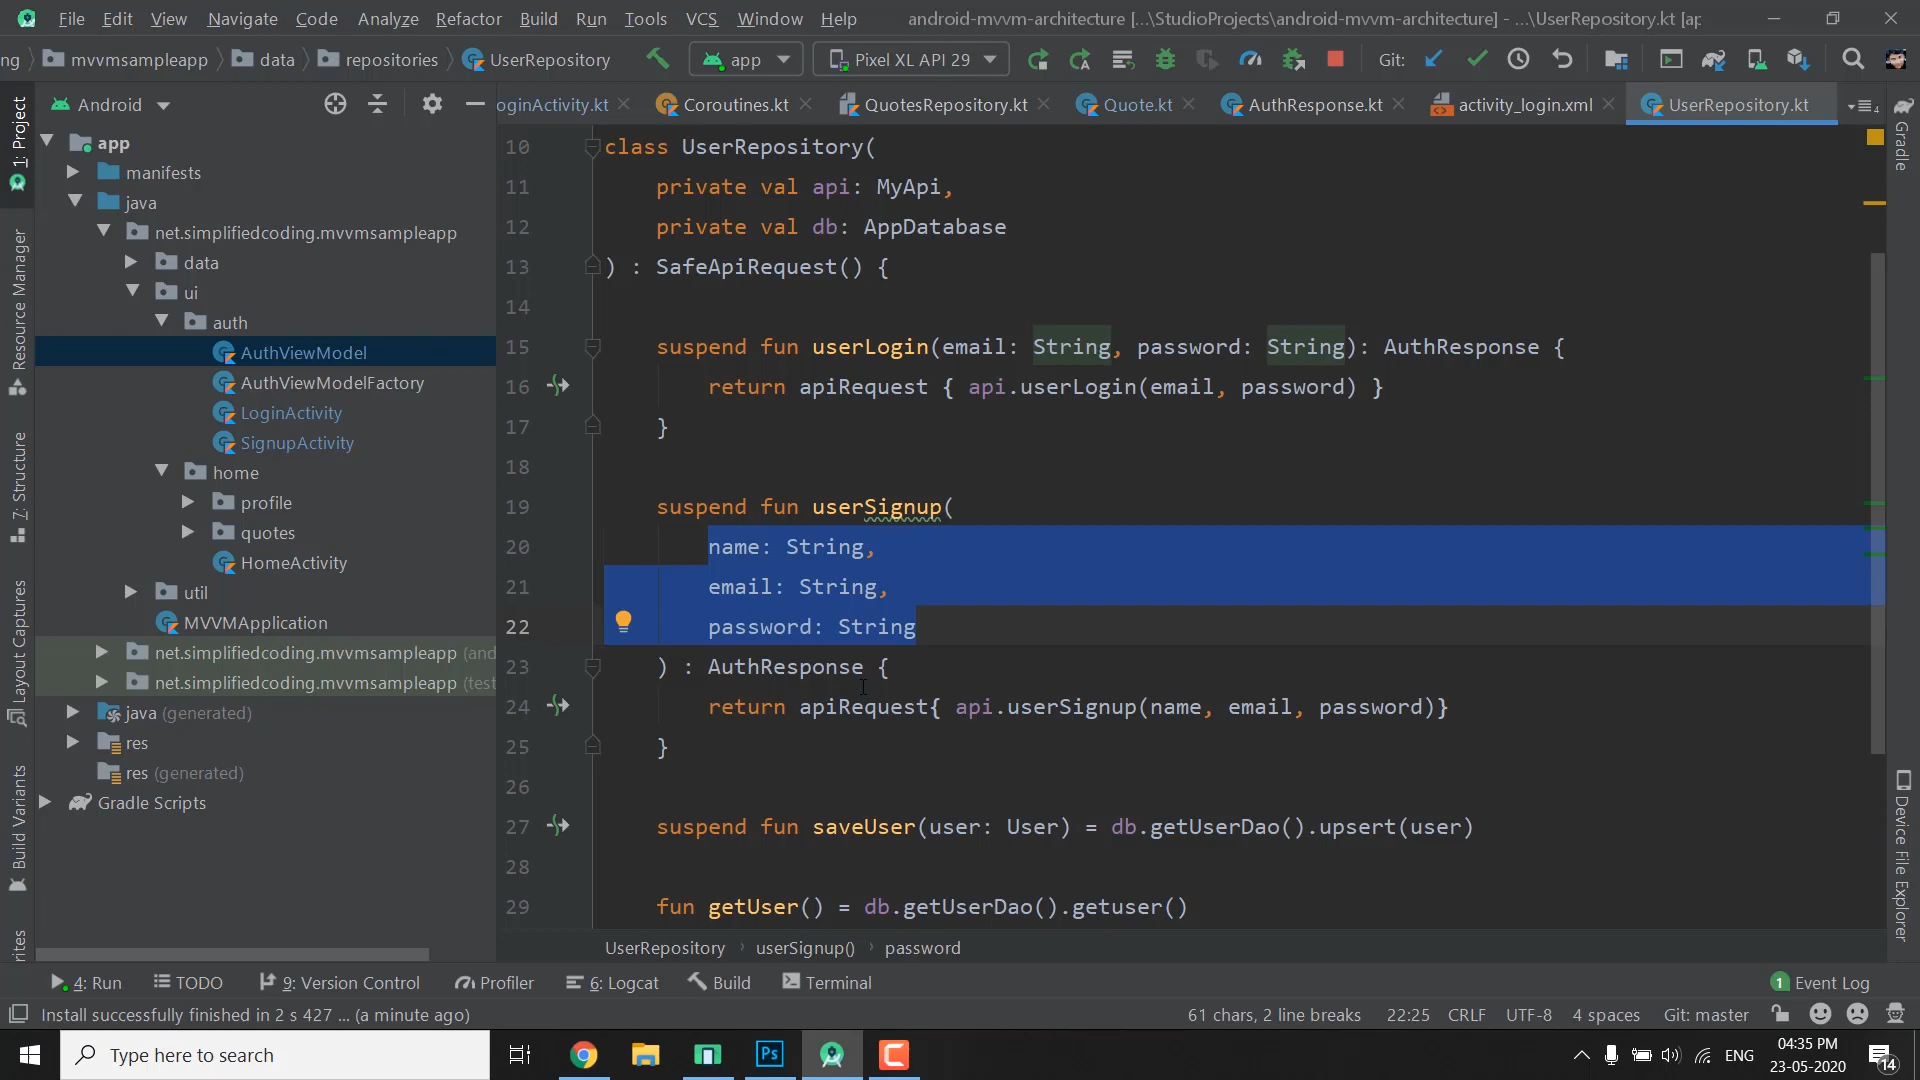 File Edit View Navigate Code Analyze Refactor Build Run Tools VCS Window Help android-mvvm-architecture [...\StudioProjects\android-mvvm-architecture] - ...\UserRepository.kt [ap
ng mvvmsampleapp data repositories UserRepository app Pixel XL API 29 Git:
Android
oginActivity.kt Coroutines.kt QuotesRepository.kt Quote.kt AuthResponse.kt activity_login.xml UserRepository.kt 4
1: Project
Resource Manager
Z: Structure
Layout Captures
Build Variants
rites
app
manifests
java
net.simplifiedcoding.mvvmsampleapp
data
ui
auth
AuthViewModel
AuthViewModelFactory
LoginActivity
SignupActivity
home
profile
quotes
HomeActivity
util
MVVMApplication
net.simplifiedcoding.mvvmsampleapp (and
net.simplifiedcoding.mvvmsampleapp (test
java (generated)
res
res (generated)
Gradle Scripts
10 class UserRepository(
11 private val api: MyApi,
12 private val db: AppDatabase
13 ) : SafeApiRequest() {
14
15 suspend fun userLogin(email: String, password: String): AuthResponse {
16 return apiRequest { api.userLogin(email, password) }
17 }
18
19 suspend fun userSignup(
20 name: String,
21 email: String,
22 password: String
23 ) : AuthResponse {
24 return apiRequest{ api.userSignup(name, email, password)}
25 }
26
27 suspend fun saveUser(user: User) = db.getUserDao().upsert(user)
28
29 fun getUser() = db.getUserDao().getuser()
Gradle
Device File Explorer
UserRepository › userSignup() › password
4: Run TODO 9: Version Control Profiler 6: Logcat Build Terminal 1 Event Log
Install successfully finished in 2 s 427 ... (a minute ago) 61 chars, 2 line breaks 22:25 CRLF UTF-8 4 spaces Git: master
Type here to search Ps ENG 04:35 PM
23-05-2020 14